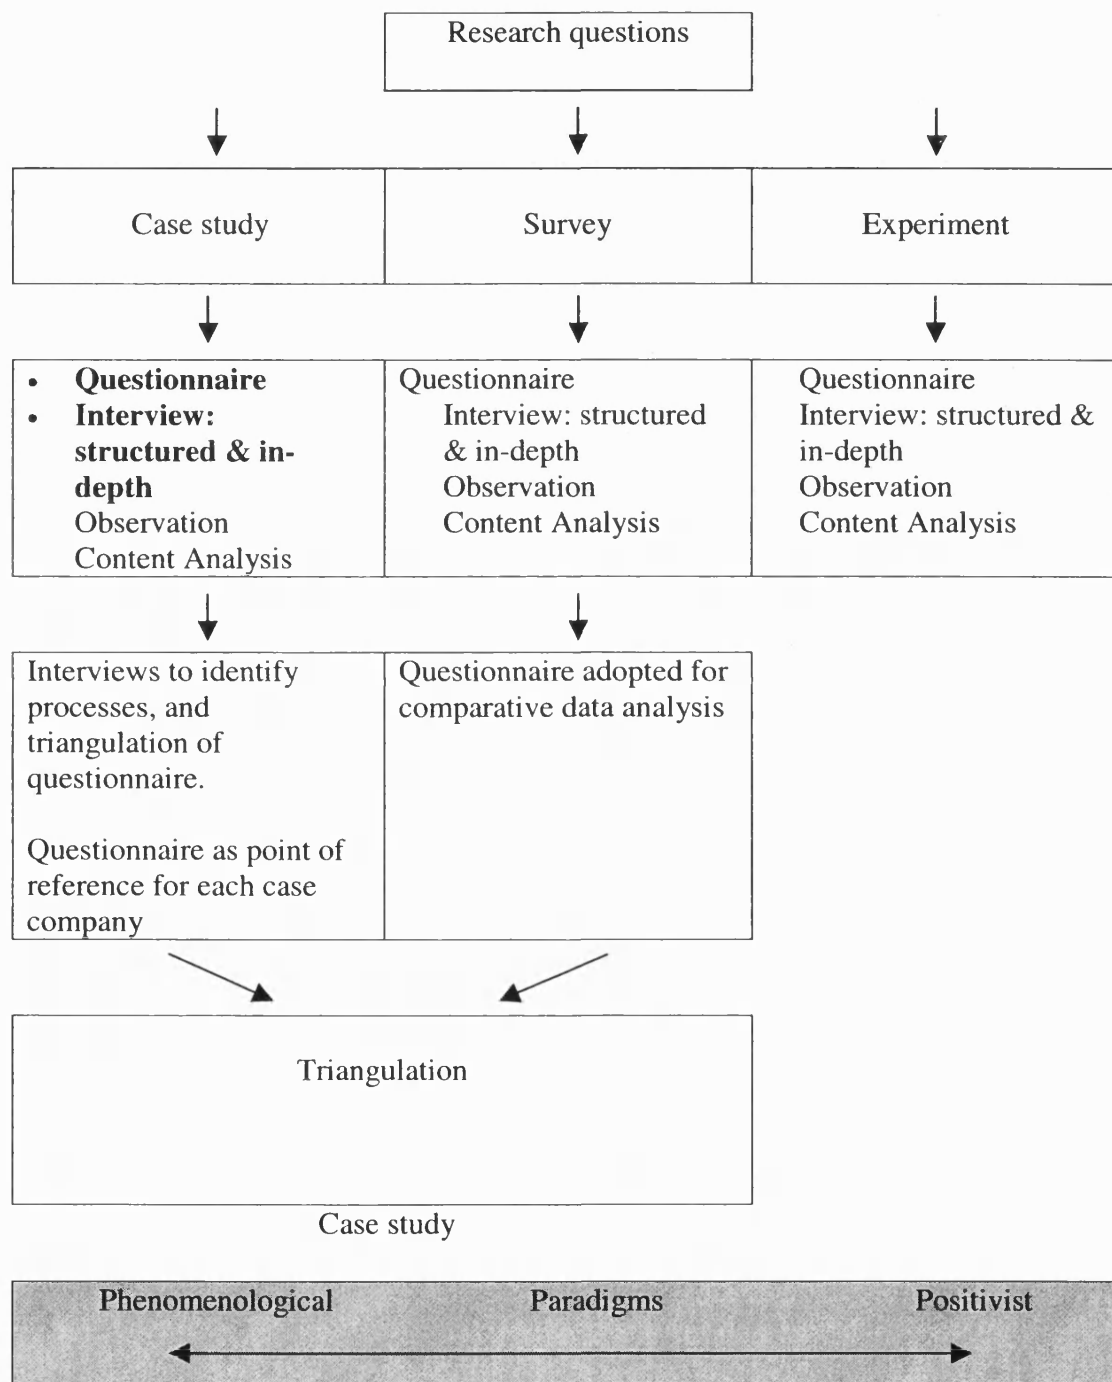 Research questions
Case study
Survey
Experiment
• Questionnaire
• Interview:
structured & in-
depth
Observation
Content Analysis
Questionnaire
Interview: structured
& in-depth
Observation
Content Analysis
Questionnaire
Interview: structured &
in-depth
Observation
Content Analysis
Interviews to identify
processes, and
triangulation of
questionnaire.
Questionnaire as point of
reference for each case
company
Questionnaire adopted for
comparative data analysis
Triangulation
Case study
Phenomenological
Paradigms
Positivist